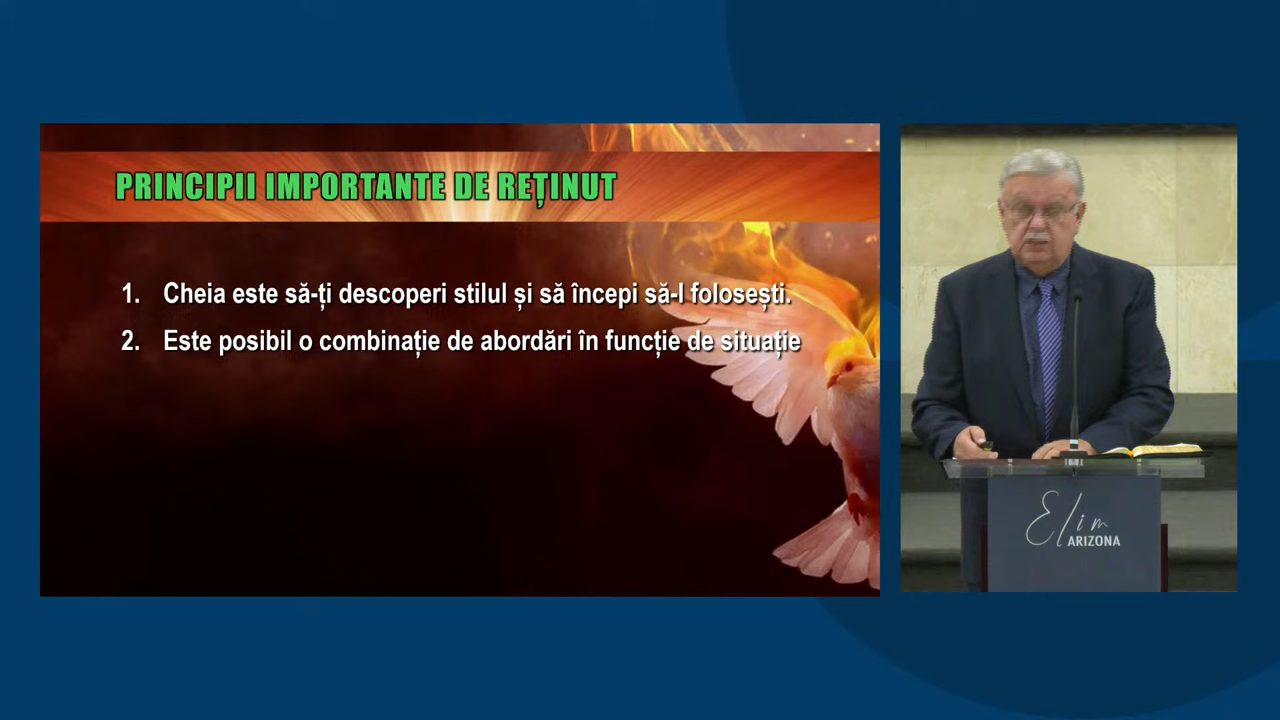 PRINCIPII IMPORTANTE DE REȚINUT
1. Cheia este să-ți descoperi stilul și să începi să-l folosești.
2. Este posibil o combinație de abordări în funcție de situație
Elim
ARIZONA